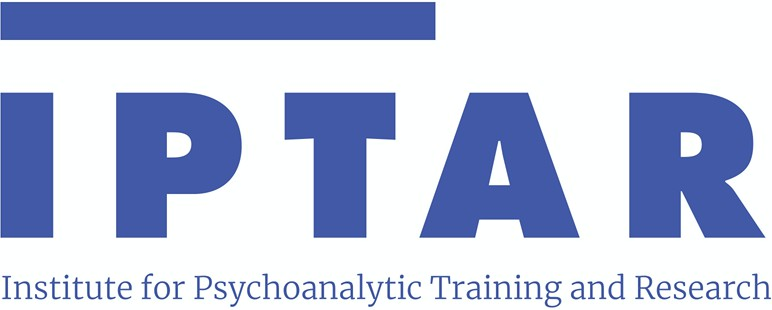 IPTAR
Institute for Psychoanalytic Training and Research